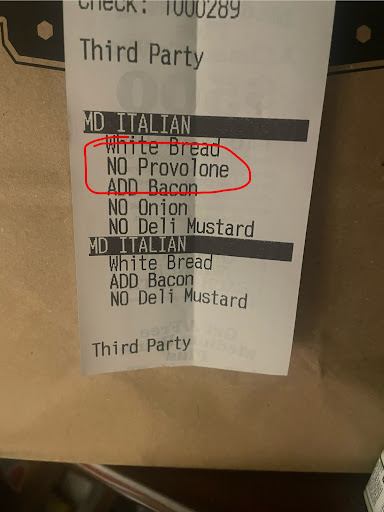 Check: 1000289
Third Party
MD ITALIAN
White Bread
NO Provolone
ADD Bacon
NO Onion
NO Deli Mustard
MD ITALIAN
White Bread
ADD Bacon
NO Deli Mustard
Third Party